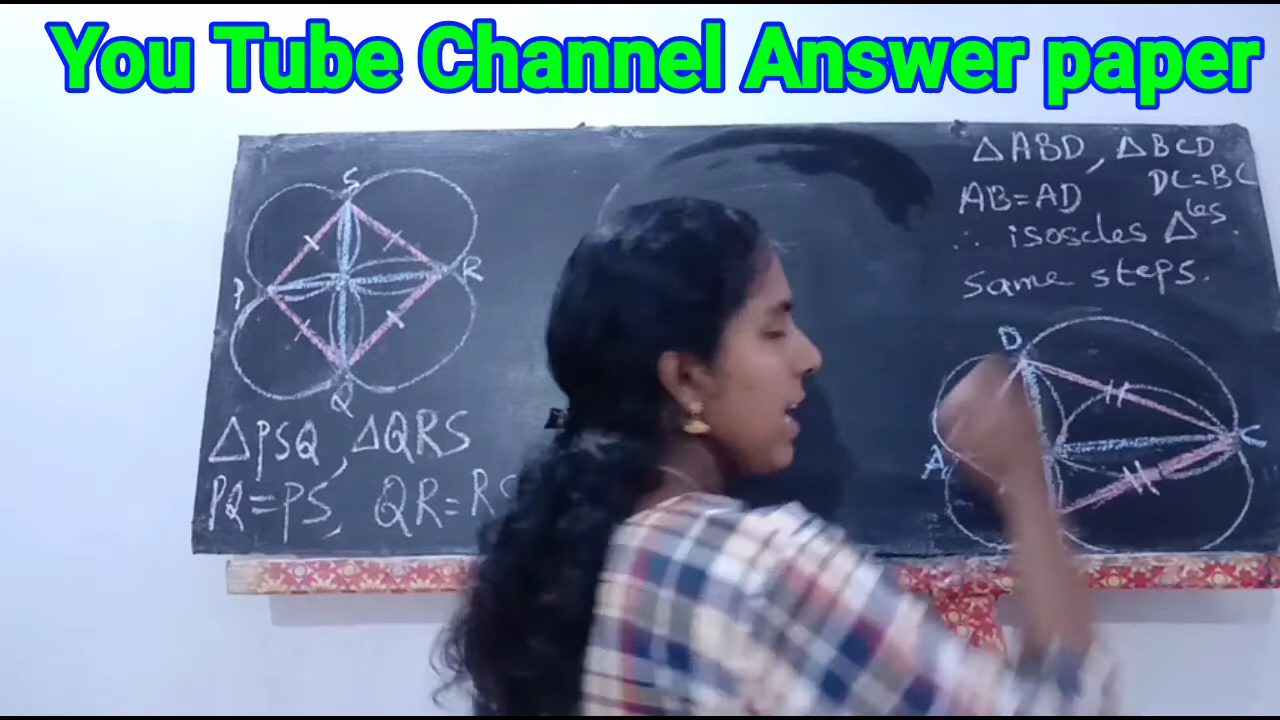 You Tube Channel Answer paper
S
P
R
Q
△PSQ, △QRS
PQ=PS, QR=RS
△ABD, △BCD
AB=AD DC=BC
∴ isosceles △les.
same steps.
D
A
C